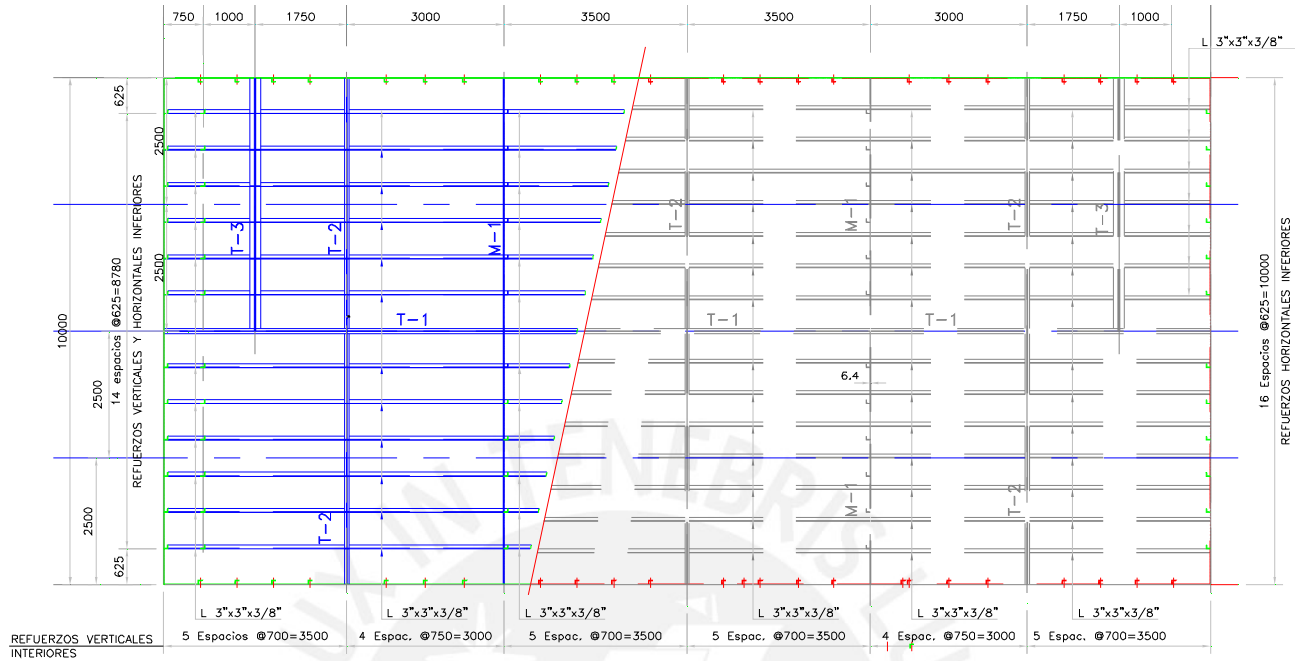 750 1000 1750 3000 3500 3500 3000 1750 1000
L 3"x3"x3/8"
625
2500
2500
T-3
T-2
M-1
T-2
M-1
T-2
T-3
10000
14 espacios @625=8780
REFUERZOS VERTICALES Y HORIZONTALES INFERIORES
T-1
T-1
T-1
6.4
2500
2500
625
T-2
M-1
T-2
16 Espacios @625=10000
REFUERZOS HORIZONTALES INFERIORES
UX IN TENEBRIS L
L 3"x3"x3/8" L 3"x3"x3/8" L 3"x3"x3/8" L 3"x3"x3/8" L 3"x3"x3/8" L 3"x3"x3/8"
5 Espacios @700=3500 4 Espac. @750=3000 5 Espac. @700=3500 5 Espac. @700=3500 4 Espac. @750=3000 5 Espac. @700=3500
REFUERZOS VERTICALES
INTERIORES